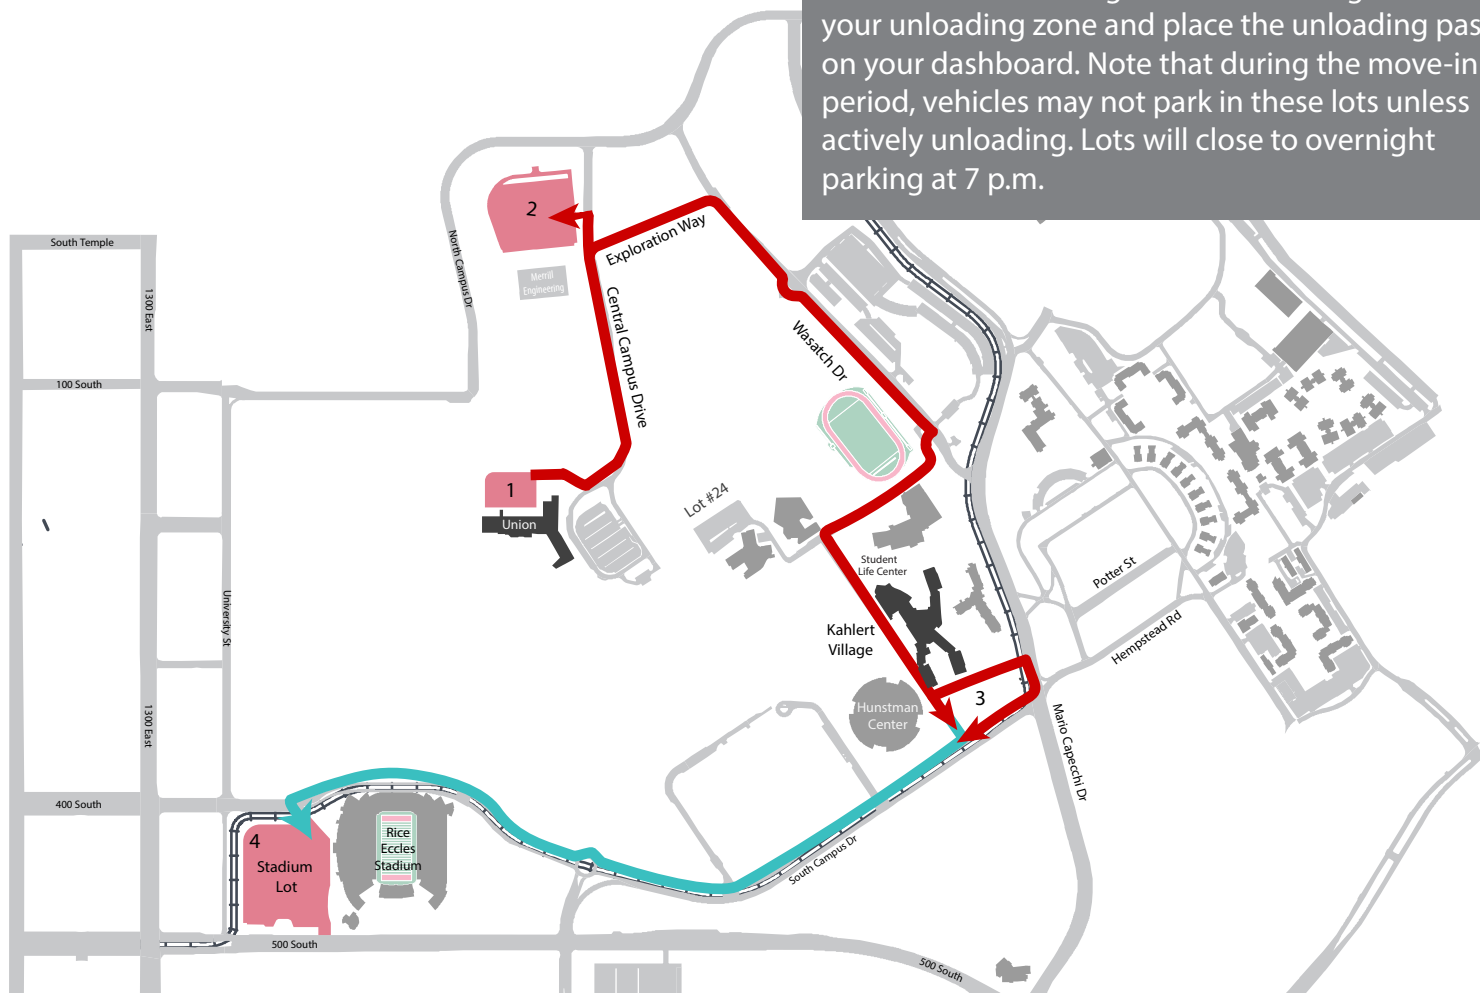 your unloading zone and place the unloading pas
on your dashboard. Note that during the move-in
period, vehicles may not park in these lots unless
actively unloading. Lots will close to overnight
parking at 7 p.m.
2
Exploration Way
North Campus Dr
South Temple
Merrill
Engineering
1300 East
Central Campus Drive
Wasatch Dr
100 South
1
Union
Lot #24
Student
Life Center
Potter St
University St
Kahlert
Village
Hempstead Rd
3
Hunstman
Center
1300 East
Mario Capecchi Dr
400 South
4
Stadium
Lot
Rice
Eccles
Stadium
South Campus Dr
500 South
500 South